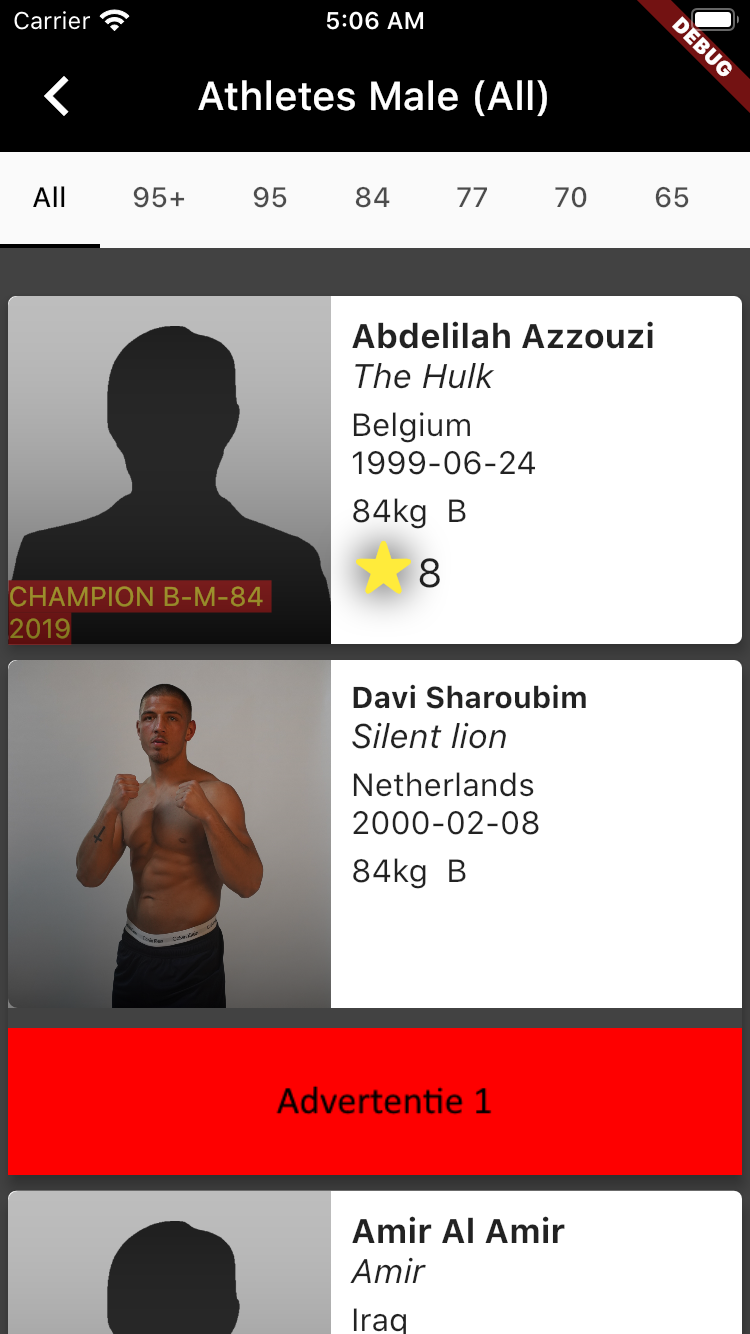 Carrier 5:06 AM
DEBUG
Athletes Male (All)
All 95+ 95 84 77 70 65
Abdelilah Azzouzi
The Hulk
Belgium
1999-06-24
84kg B
8
CHAMPION B-M-84
2019
Davi Sharoubim
Silent lion
Netherlands
2000-02-08
84kg B
Advertentie 1
Amir Al Amir
Amir
Iraq